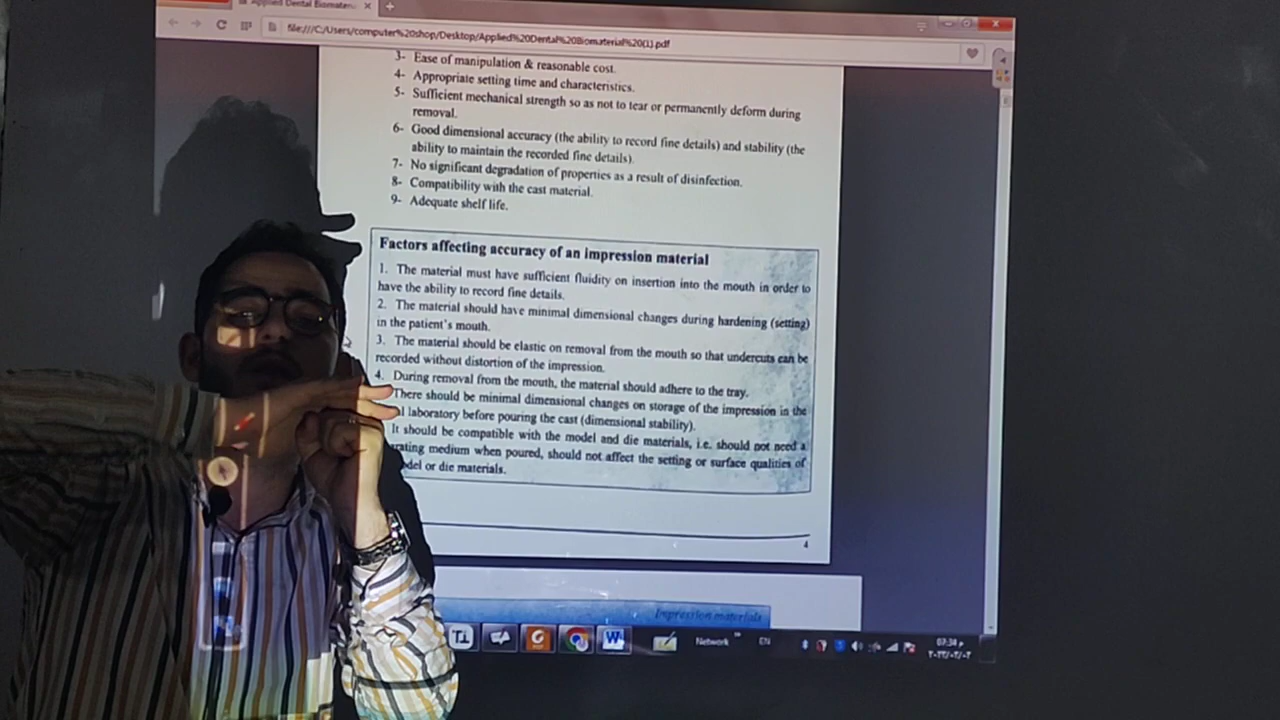 Applied Dental Biomater
file:///C:/Users/computer%20shop/Desktop/Applied%20Dental%20Biomaterial%20(1).pdf
3- Ease of manipulation & reasonable cost.
4- Appropriate setting time and characteristics.
5- Sufficient mechanical strength so as not to tear or permanently deform during
removal.
6- Good dimensional accuracy (the ability to record fine details) and stability (the
ability to maintain the recorded fine details).
7- No significant degradation of properties as a result of disinfection.
8- Compatibility with the cast material.
9- Adequate shelf life.
Factors affecting accuracy of an impression material
1. The material must have sufficient fluidity on insertion into the mouth in order to
have the ability to record fine details.
2. The material should have minimal dimensional changes during hardening (setting)
in the patient's mouth.
3. The material should be elastic on removal from the mouth so that undercuts can be
recorded without distortion of the impression.
4. During removal from the mouth, the material should adhere to the tray.
There should be minimal dimensional changes on storage of the impression in the
al laboratory before pouring the cast (dimensional stability).
It should be compatible with the model and die materials, i.e. should not need a
rating medium when poured, should not affect the setting or surface qualities of
del or die materials.
4
Impression materials
Network
EN
07:34 م